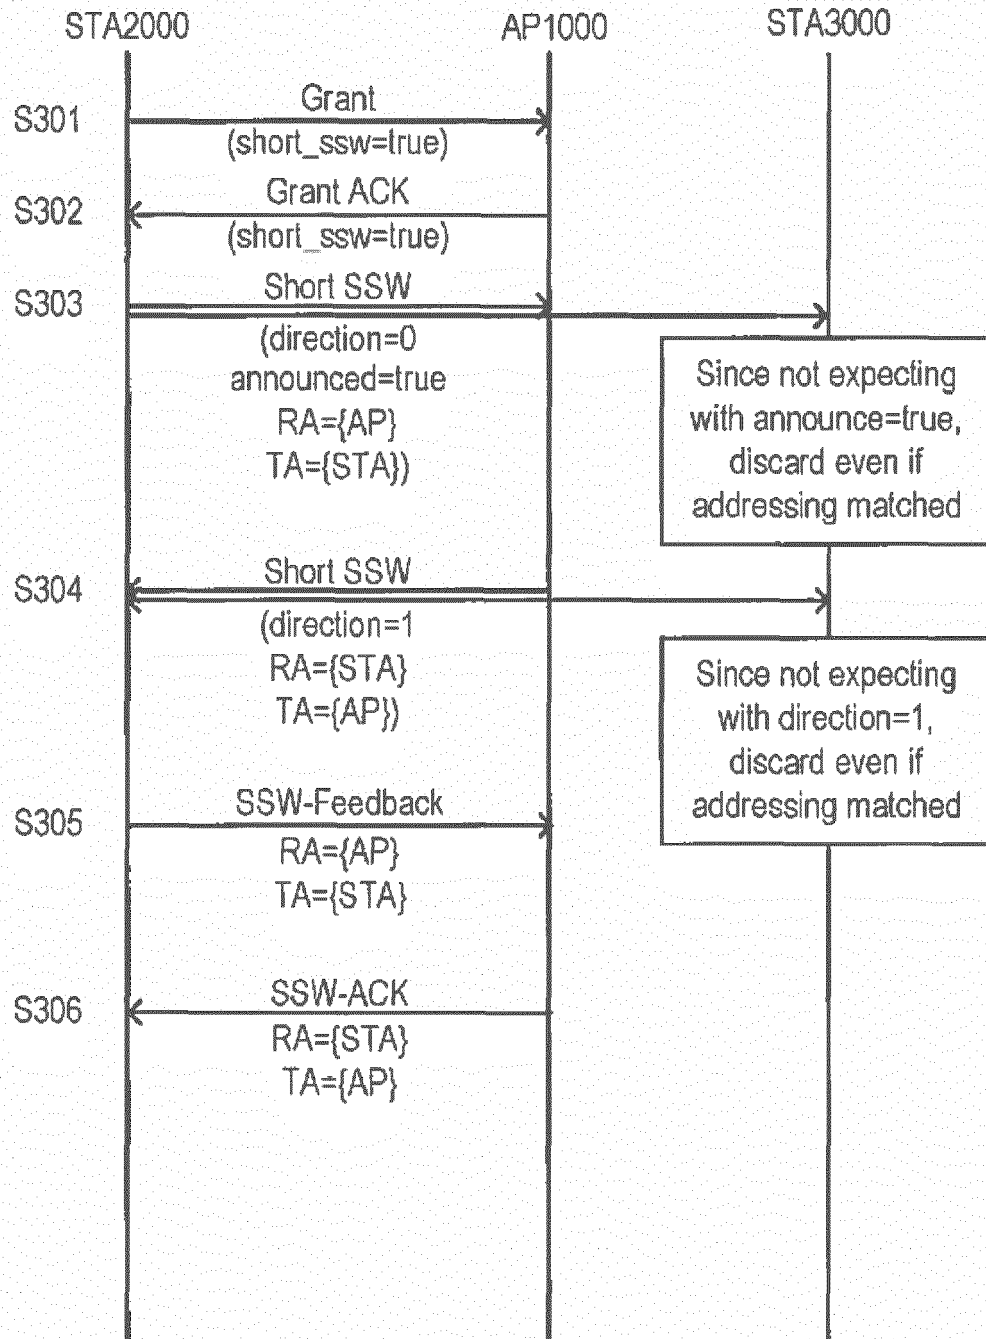 STA2000 AP1000 STA3000
S301 Grant
(short_ssw=true)
S302 Grant ACK
(short_ssw=true)
S303 Short SSW
(direction=0
announced=true
RA={AP}
TA={STA})
Since not expecting
with announce=true,
discard even if
addressing matched
S304 Short SSW
(direction=1
RA={STA}
TA={AP})
Since not expecting
with direction=1,
discard even if
addressing matched
S305 SSW-Feedback
RA={AP}
TA={STA}
S306 SSW-ACK
RA={STA}
TA={AP}